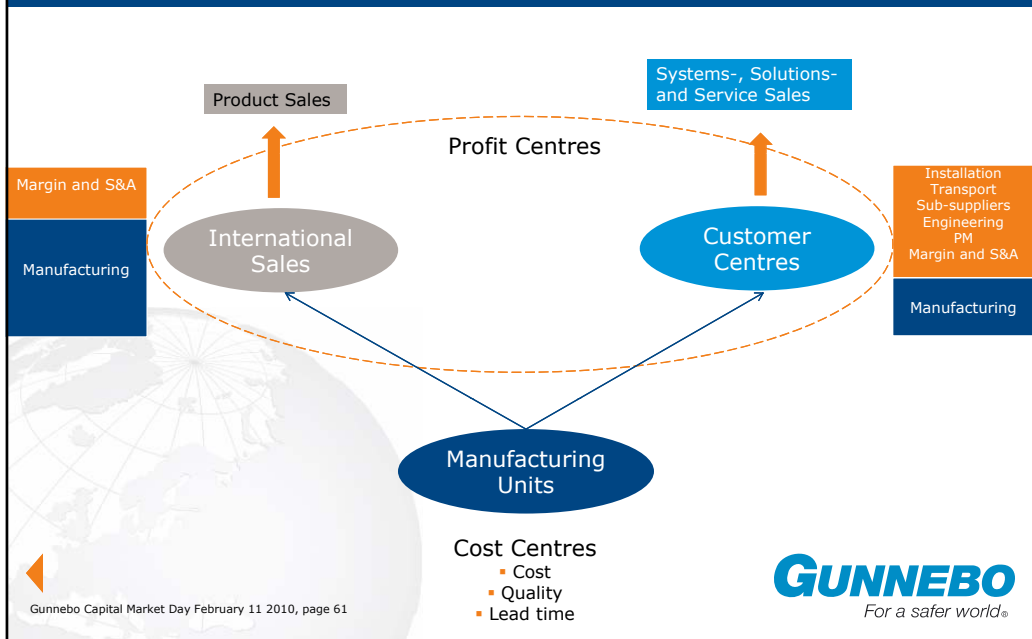 Product Sales
Systems-, Solutions-
and Service Sales
Profit Centres
Margin and S&A
Manufacturing
International
Sales
Customer
Centres
Installation
Transport
Sub-suppliers
Engineering
PM
Margin and S&A
Manufacturing
Manufacturing
Units
Cost Centres
▪ Cost
▪ Quality
▪ Lead time
Gunnebo Capital Market Day February 11 2010, page 61
GUNNEBO
For a safer world®